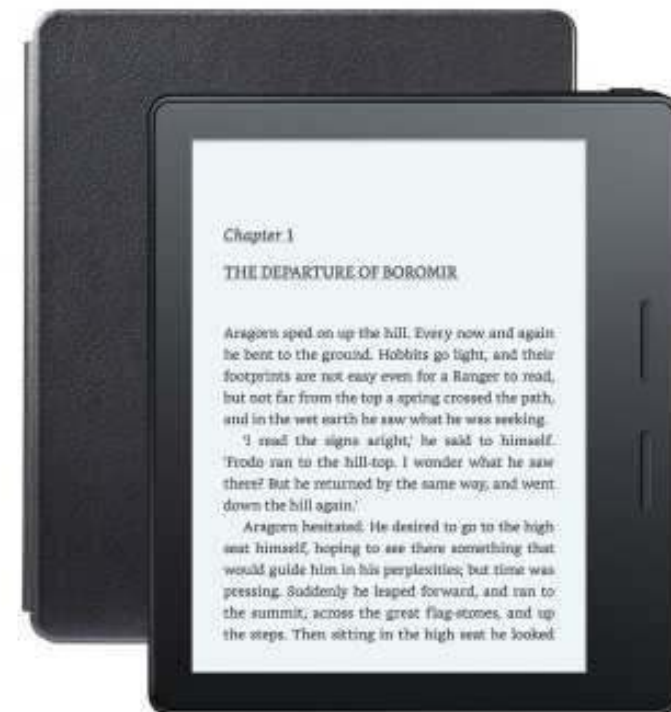 Chapter 1
THE DEPARTURE OF BOROMIR
Aragorn sped on up the hill. Every now and again
he bent to the ground. Hobbits go light, and their
footprints are not easy even for a Ranger to read,
but not far from the top a spring crossed the path,
and in the wet earth he saw what he was seeking.
'I read the signs aright,' he said to himself.
'Frodo ran to the hill-top. I wonder what he saw
there? But he returned by the same way, and went
down the hill again.'
Aragorn hesitated. He desired to go to the high
seat himself, hoping to see there something that
would guide him in his perplexities; but time was
pressing. Suddenly he leaped forward, and ran to
the summit, across the great flag-stones, and up
the steps. Then sitting in the high seat he looked